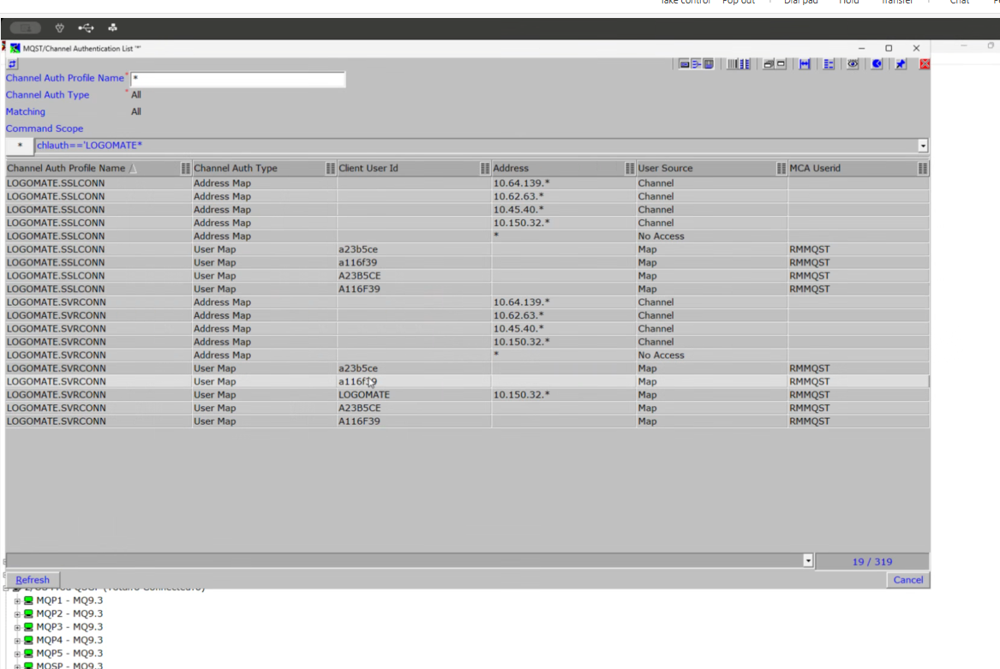 Take control Pop out Dial pad Hold Transfer Chat
MQST/Channel Authentication List "*"
Channel Auth Profile Name * *
Channel Auth Type * All
Matching All
Command Scope
* chlauth=='LOGOMATE*
Channel Auth Profile Name Channel Auth Type Client User Id Address User Source MCA Userid
LOGOMATE.SSLCONN Address Map 10.64.139.* Channel
LOGOMATE.SSLCONN Address Map 10.62.63.* Channel
LOGOMATE.SSLCONN Address Map 10.45.40.* Channel
LOGOMATE.SSLCONN Address Map 10.150.32.* Channel
LOGOMATE.SSLCONN Address Map * No Access
LOGOMATE.SSLCONN User Map a23b5ce Map RMMQST
LOGOMATE.SSLCONN User Map a116f39 Map RMMQST
LOGOMATE.SSLCONN User Map A23B5CE Map RMMQST
LOGOMATE.SSLCONN User Map A116F39 Map RMMQST
LOGOMATE.SVRCONN Address Map 10.64.139.* Channel
LOGOMATE.SVRCONN Address Map 10.62.63.* Channel
LOGOMATE.SVRCONN Address Map 10.45.40.* Channel
LOGOMATE.SVRCONN Address Map 10.150.32.* Channel
LOGOMATE.SVRCONN Address Map * No Access
LOGOMATE.SVRCONN User Map a23b5ce Map RMMQST
LOGOMATE.SVRCONN User Map a116f39 Map RMMQST
LOGOMATE.SVRCONN User Map LOGOMATE 10.150.32.* Map RMMQST
LOGOMATE.SVRCONN User Map A23B5CE Map RMMQST
LOGOMATE.SVRCONN User Map A116F39 Map RMMQST
19 / 319
Refresh Cancel
MQP1 - MQ9.3
MQP2 - MQ9.3
MQP3 - MQ9.3
MQP4 - MQ9.3
MQP5 - MQ9.3
MQSP - MQ9.3